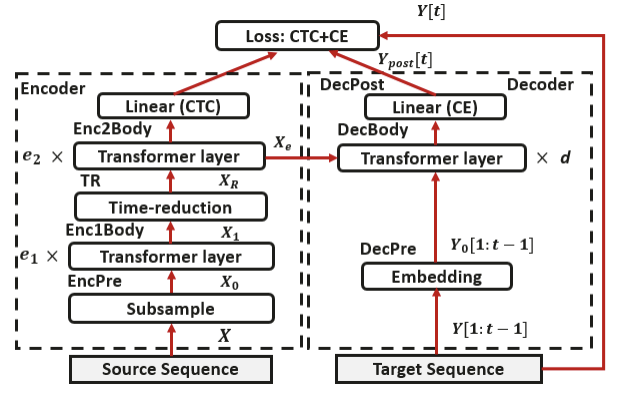 Y[t]
Loss: CTC+CE
Y_post[t]
Encoder
DecPost
Decoder
Linear (CTC)
Linear (CE)
Enc2Body
X_e
DecBody
e_2 ×
Transformer layer
Transformer layer
× d
TR
X_R
Time-reduction
Enc1Body
X_1
e_1 ×
Transformer layer
DecPre
Y_0[1:t−1]
EncPre
X_0
Embedding
Subsample
X
Y[1:t−1]
Source Sequence
Target Sequence